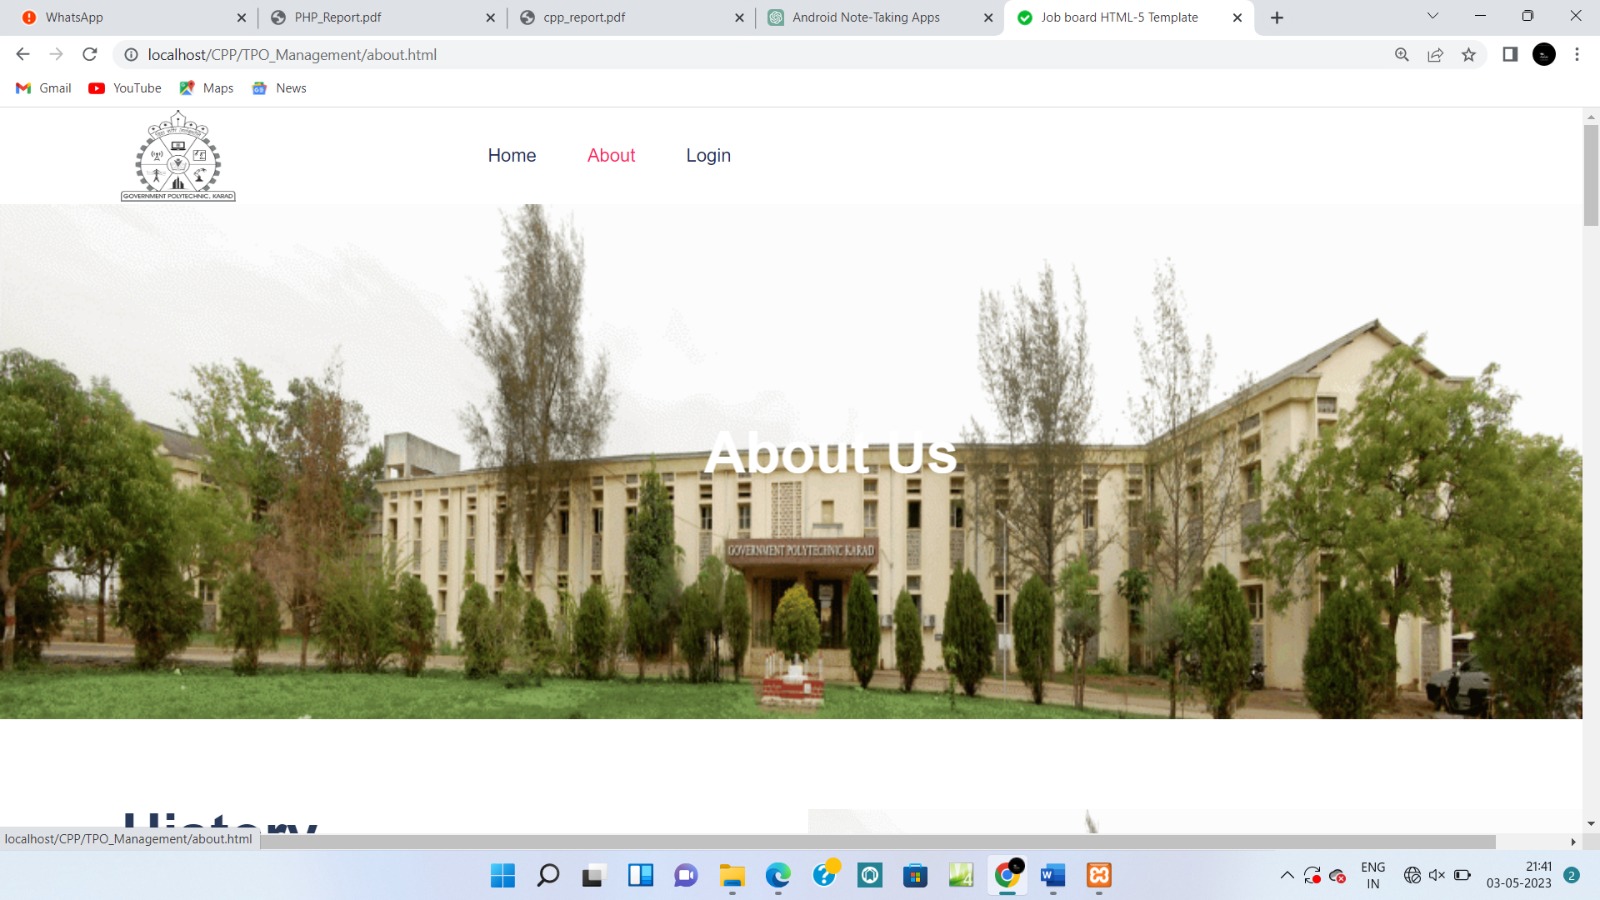 WhatsApp
PHP_Report.pdf
cpp_report.pdf
Android Note-Taking Apps
Job board HTML-5 Template
localhost/CPP/TPO_Management/about.html
Gmail
YouTube
Maps
News
GOVERNMENT POLYTECHNIC, KARAD
Home
About
Login
About Us
GOVERNMENT POLYTECHNIC KARAD
History
localhost/CPP/TPO_Management/about.html
ENG
IN
21:41
03-05-2023
2